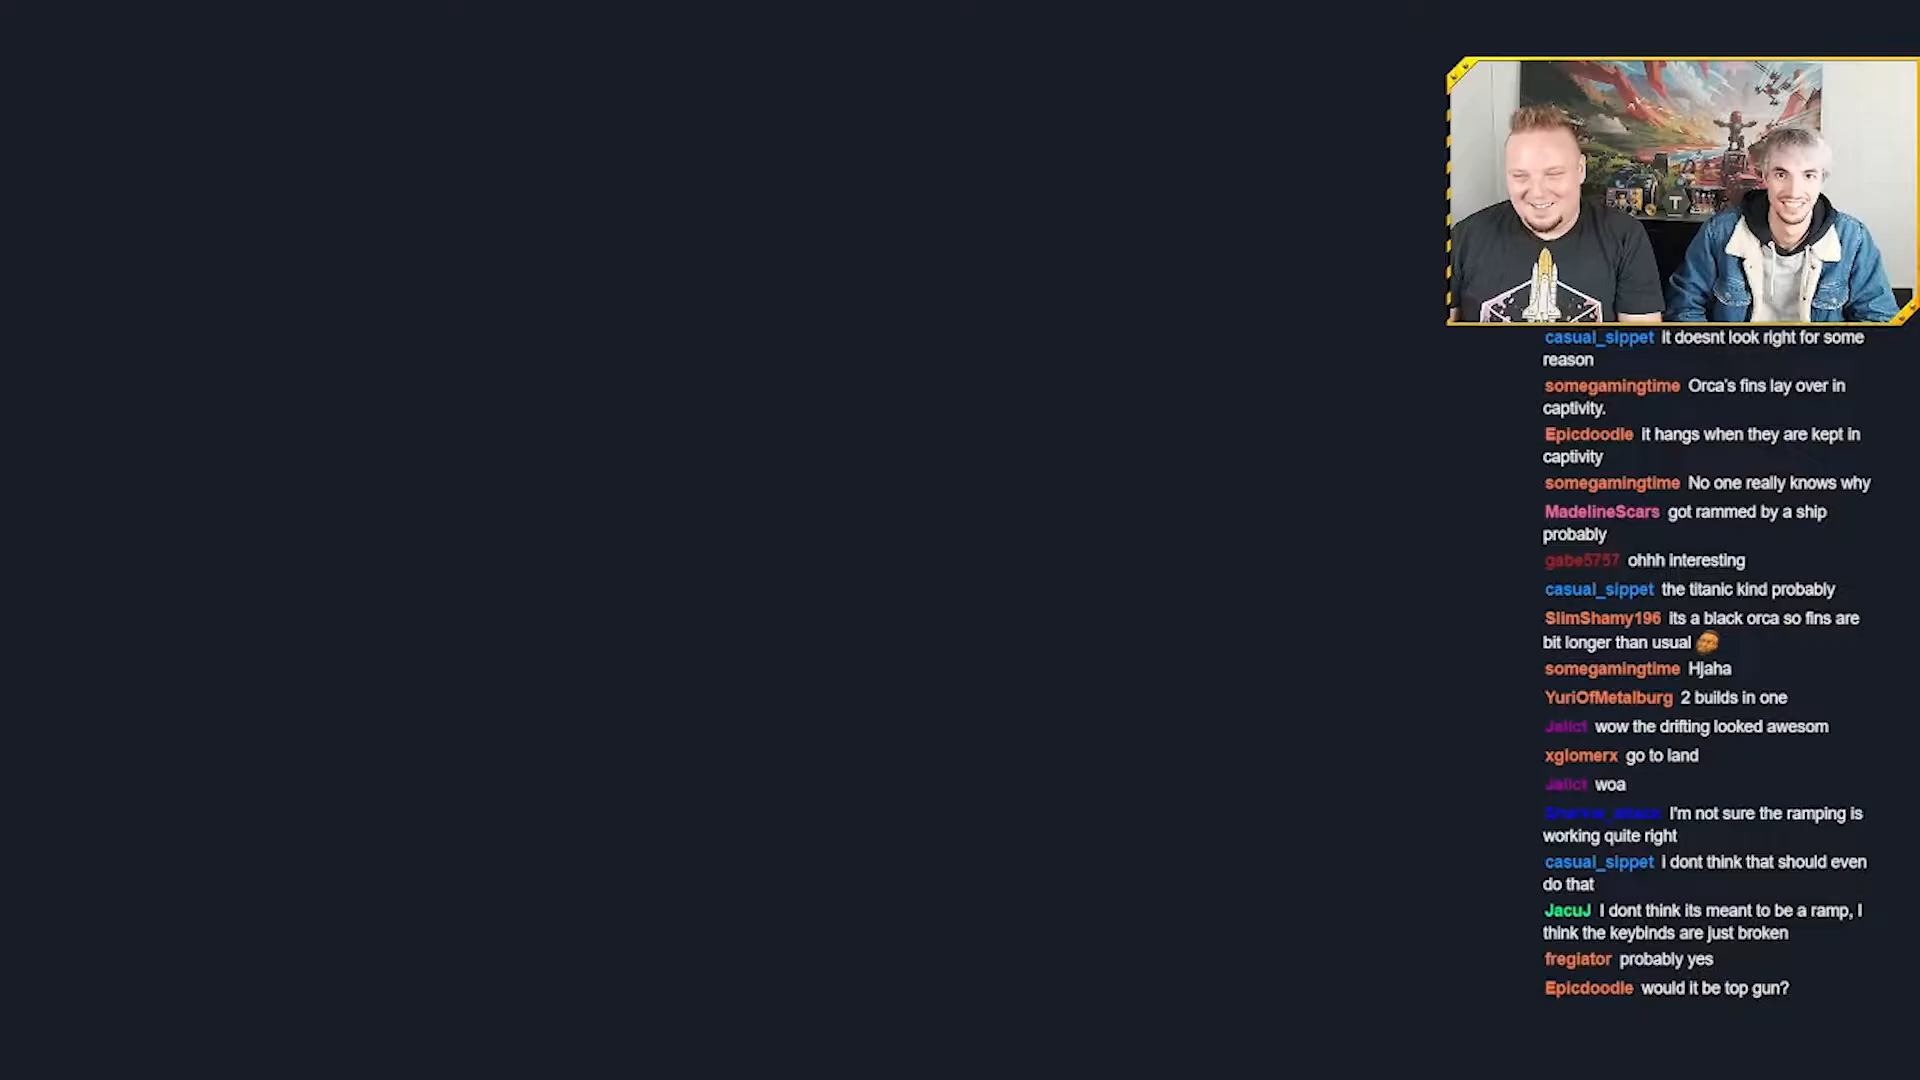 T
casual_sippet it doesnt look right for some
reason
somegamingtime Orca's fins lay over in
captivity.
Epicdoodle it hangs when they are kept in
captivity
somegamingtime No one really knows why
MadelineScars got rammed by a ship
probably
gabe5757 ohhh interesting
casual_sippet the titanic kind probably
SlimShamy196 its a black orca so fins are
bit longer than usual
somegamingtime Hjaha
YuriOfMetalburg 2 builds in one
wow the drifting looked awesom
xglomerx go to land
woa
I'm not sure the ramping is
working quite right
casual_sippet i dont think that should even
do that
JacuJ I dont think its meant to be a ramp, I
think the keybinds are just broken
fregiator probably yes
Epicdoodle would it be top gun?